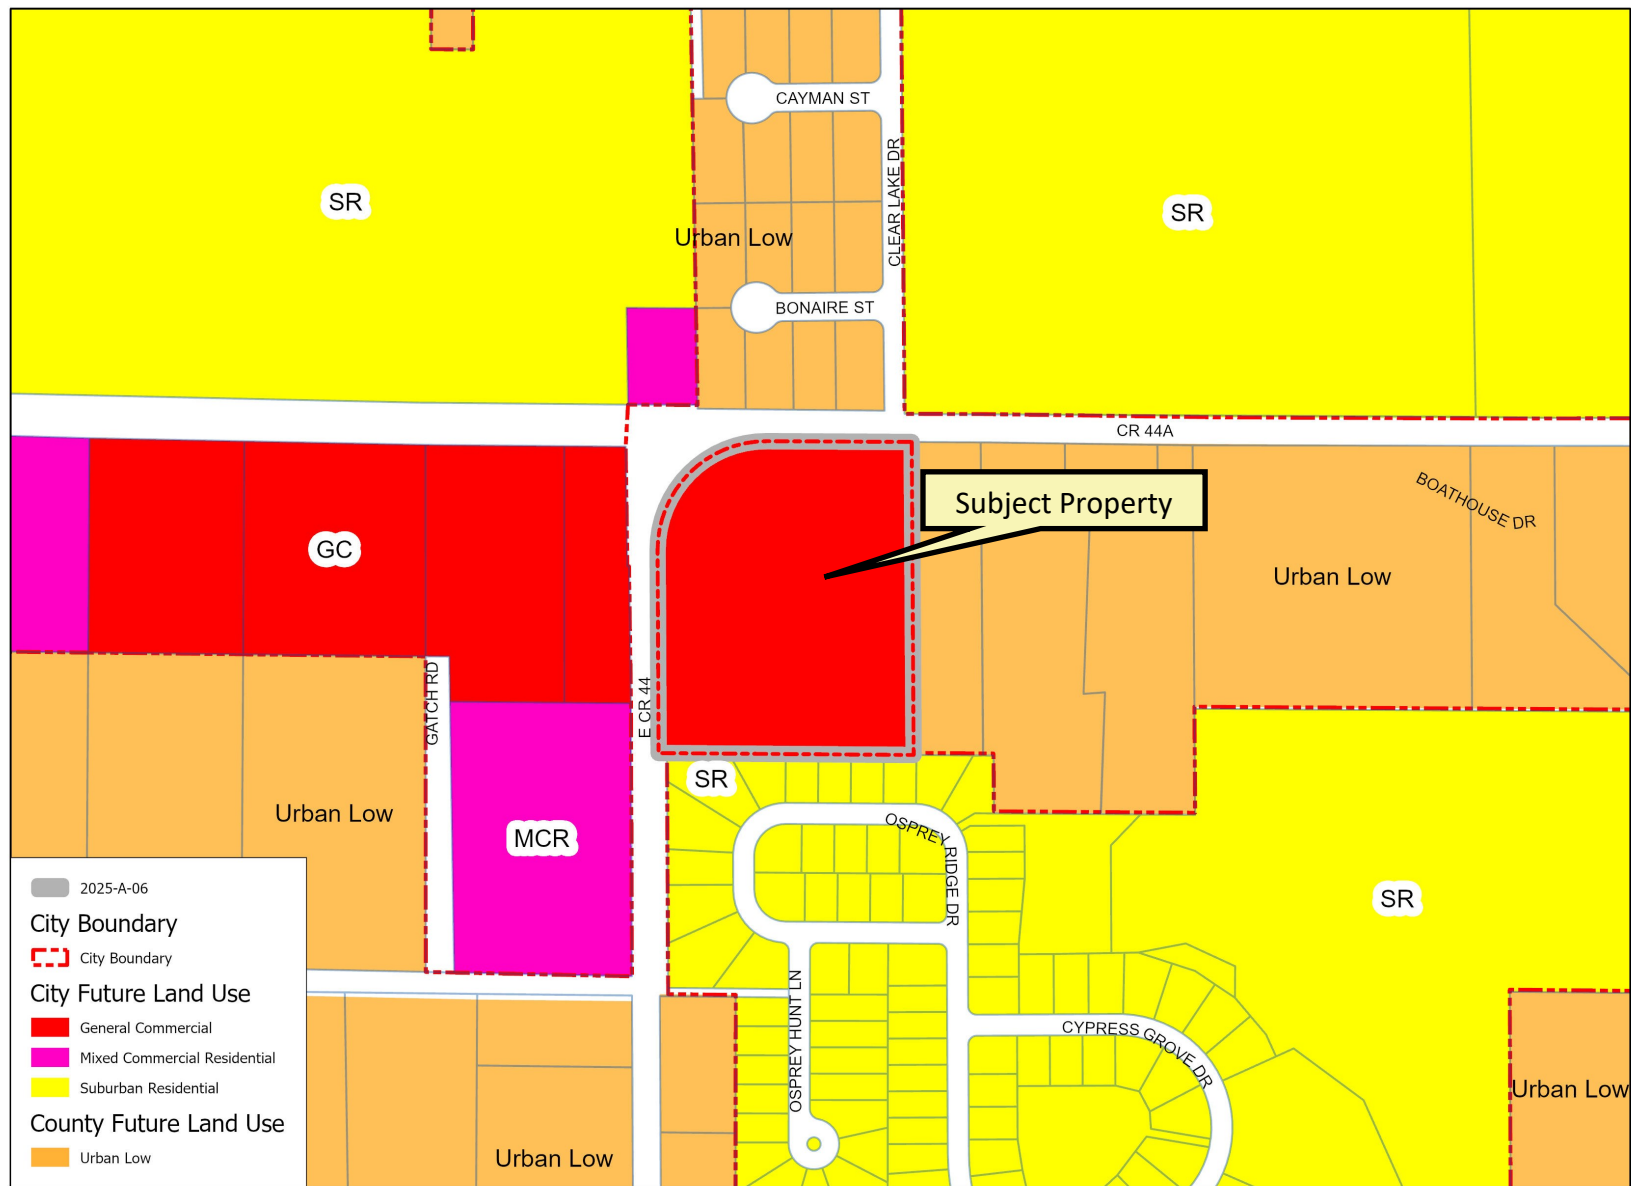 CAYMAN ST
CLEAR LAKE DR
SR
SR
Urban Low
BONAIRE ST
CR 44A
Subject Property
BOATHOUSE DR
GC
Urban Low
GATCH RD
E CR 44
SR
Urban Low
MCR
OSPREY RIDGE DR
SR
2025-A-06
City Boundary
City Boundary
City Future Land Use
General Commercial
Mixed Commercial Residential
Suburban Residential
County Future Land Use
Urban Low
OSPREY HUNT LN
CYPRESS GROVE DR
Urban Low
Urban Low